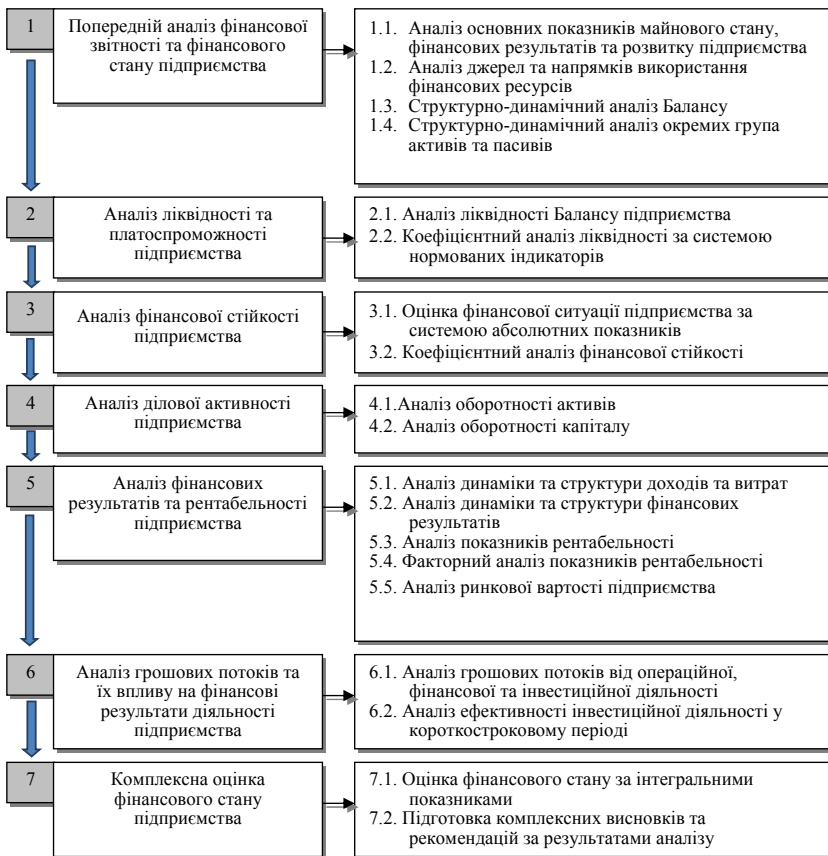 1
Попередній аналіз фінансової
звітності та фінансового
стану підприємства
1.1. Аналіз основних показників майнового стану,
фінансових результатів та розвитку підприємства
1.2. Аналіз джерел та напрямків використання
фінансових ресурсів
1.3. Структурно-динамічний аналіз Балансу
1.4. Структурно-динамічний аналіз окремих група
активів та пасивів
2
Аналіз ліквідності та
платоспроможності
підприємства
2.1. Аналіз ліквідності Балансу підприємства
2.2. Коефіцієнтний аналіз ліквідності за системою
нормованих індикаторів
3
Аналіз фінансової стійкості
підприємства
3.1. Оцінка фінансової ситуації підприємства за
системою абсолютних показників
3.2. Коефіцієнтний аналіз фінансової стійкості
4
Аналіз ділової активності
підприємства
4.1.Аналіз оборотності активів
4.2. Аналіз оборотності капіталу
5
Аналіз фінансових
результатів та рентабельності
підприємства
5.1. Аналіз динаміки та структури доходів та витрат
5.2. Аналіз динаміки та структури фінансових
результатів
5.3. Аналіз показників рентабельності
5.4. Факторний аналіз показників рентабельності
5.5. Аналіз ринкової вартості підприємства
6
Аналіз грошових потоків та
їх впливу на фінансові
результати діяльності
підприємства
6.1. Аналіз грошових потоків від операційної,
фінансової та інвестиційної діяльності
6.2. Аналіз ефективності інвестиційної діяльності у
короткостроковому періоді
7
Комплексна оцінка
фінансового стану
підприємства
7.1. Оцінка фінансового стану за інтегральними
показниками
7.2. Підготовка комплексних висновків та
рекомендацій за результатами аналізу